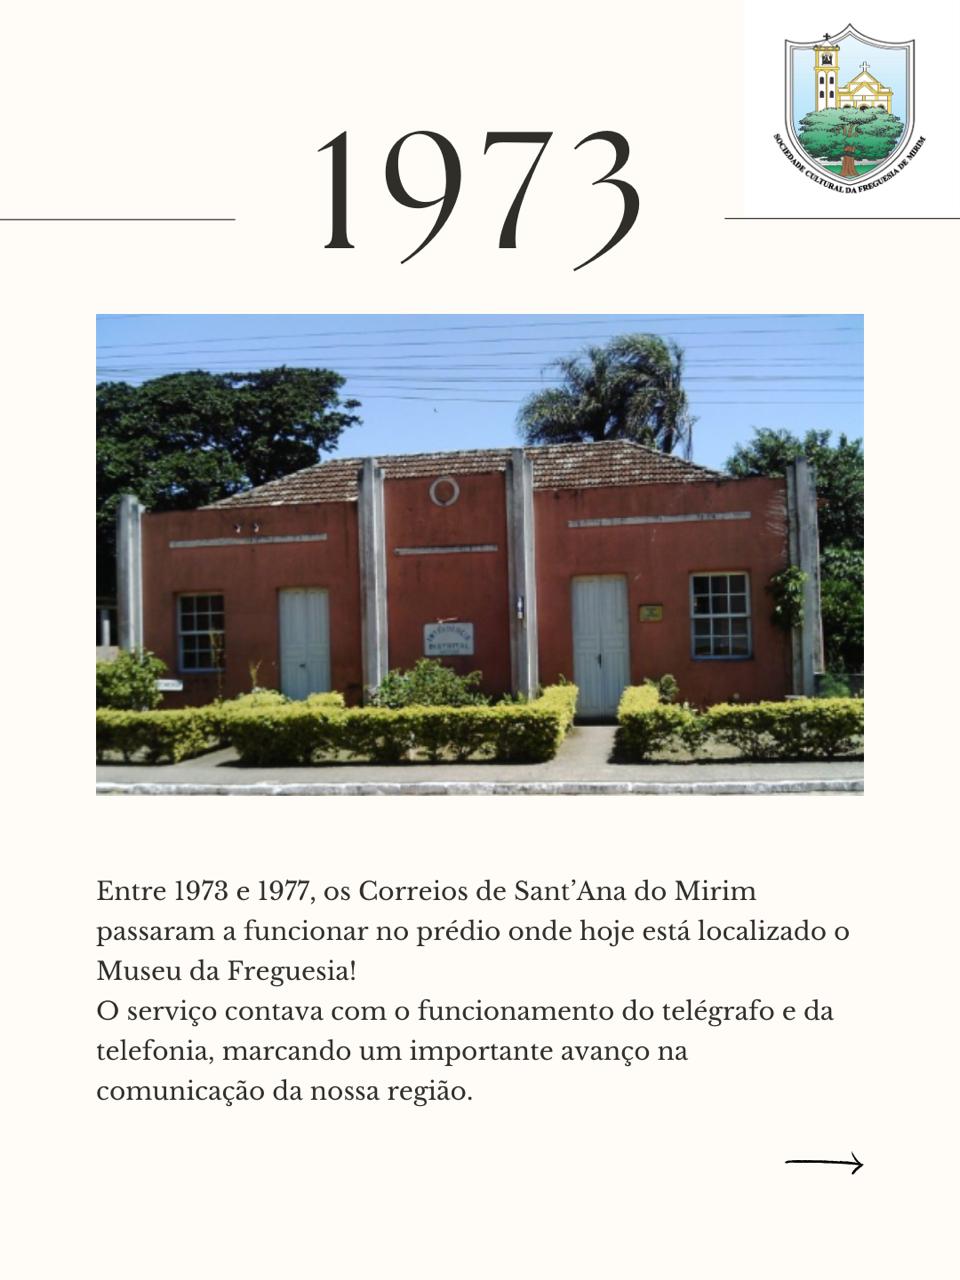 SOCIEDADE CULTURAL DA FREGUESIA DE MIRIM
1973
INTENDENCIA
DISTRITAL
Entre 1973 e 1977, os Correios de Sant’Ana do Mirim
passaram a funcionar no prédio onde hoje está localizado o
Museu da Freguesia!
O serviço contava com o funcionamento do telégrafo e da
telefonia, marcando um importante avanço na
comunicação da nossa região.